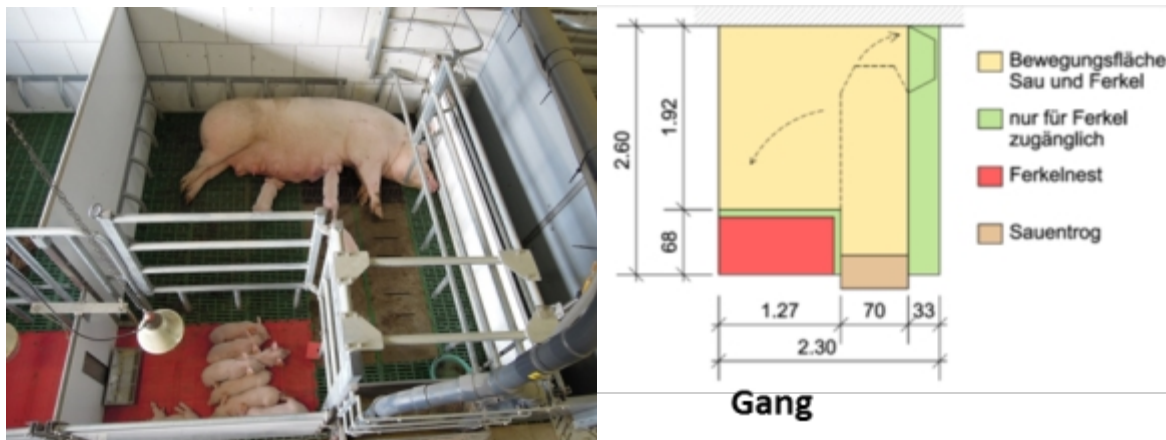 Bewegungsfläche
Sau und Ferkel
nur für Ferkel
zugänglich
Ferkelnest
Sauentrog
2.60
1.92
68
1.27
70
33
2.30
Gang